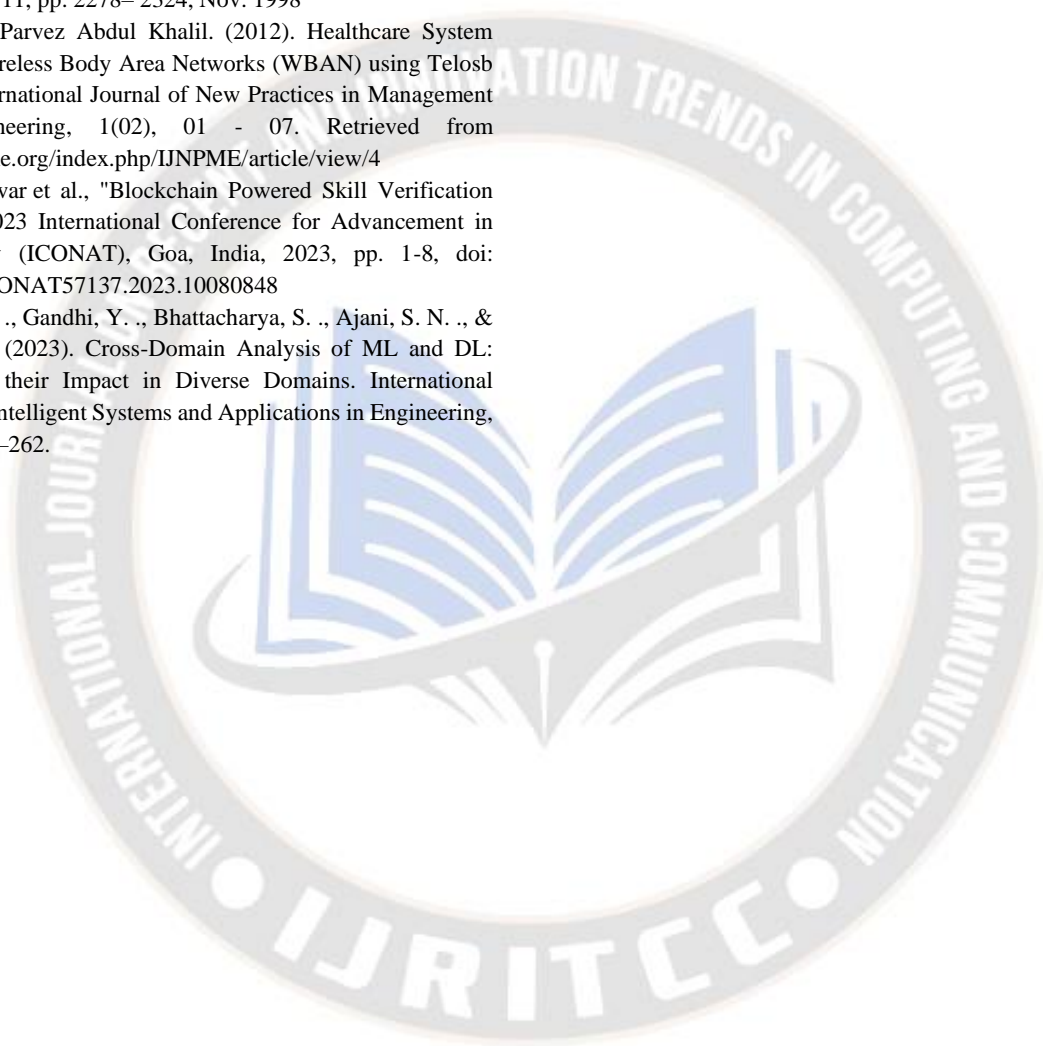 11, pp. 2278– 2324, Nov. 1998
Parvez Abdul Khalil. (2012). Healthcare System
reless Body Area Networks (WBAN) using Telosb
rnational Journal of New Practices in Management
neering, 1(02), 01 - 07. Retrieved from
e.org/index.php/IJNPME/article/view/4
war et al., "Blockchain Powered Skill Verification
023 International Conference for Advancement in
(ICONAT), Goa, India, 2023, pp. 1-8, doi:
ONAT57137.2023.10080848
., Gandhi, Y. ., Bhattacharya, S. ., Ajani, S. N. ., &
(2023). Cross-Domain Analysis of ML and DL:
their Impact in Diverse Domains. International
ntelligent Systems and Applications in Engineering,
–262.
INTERNATIONAL JOURNAL ON RECENT AND INNOVATION TRENDS IN COMPUTING AND COMMUNICATION
IJRITCC